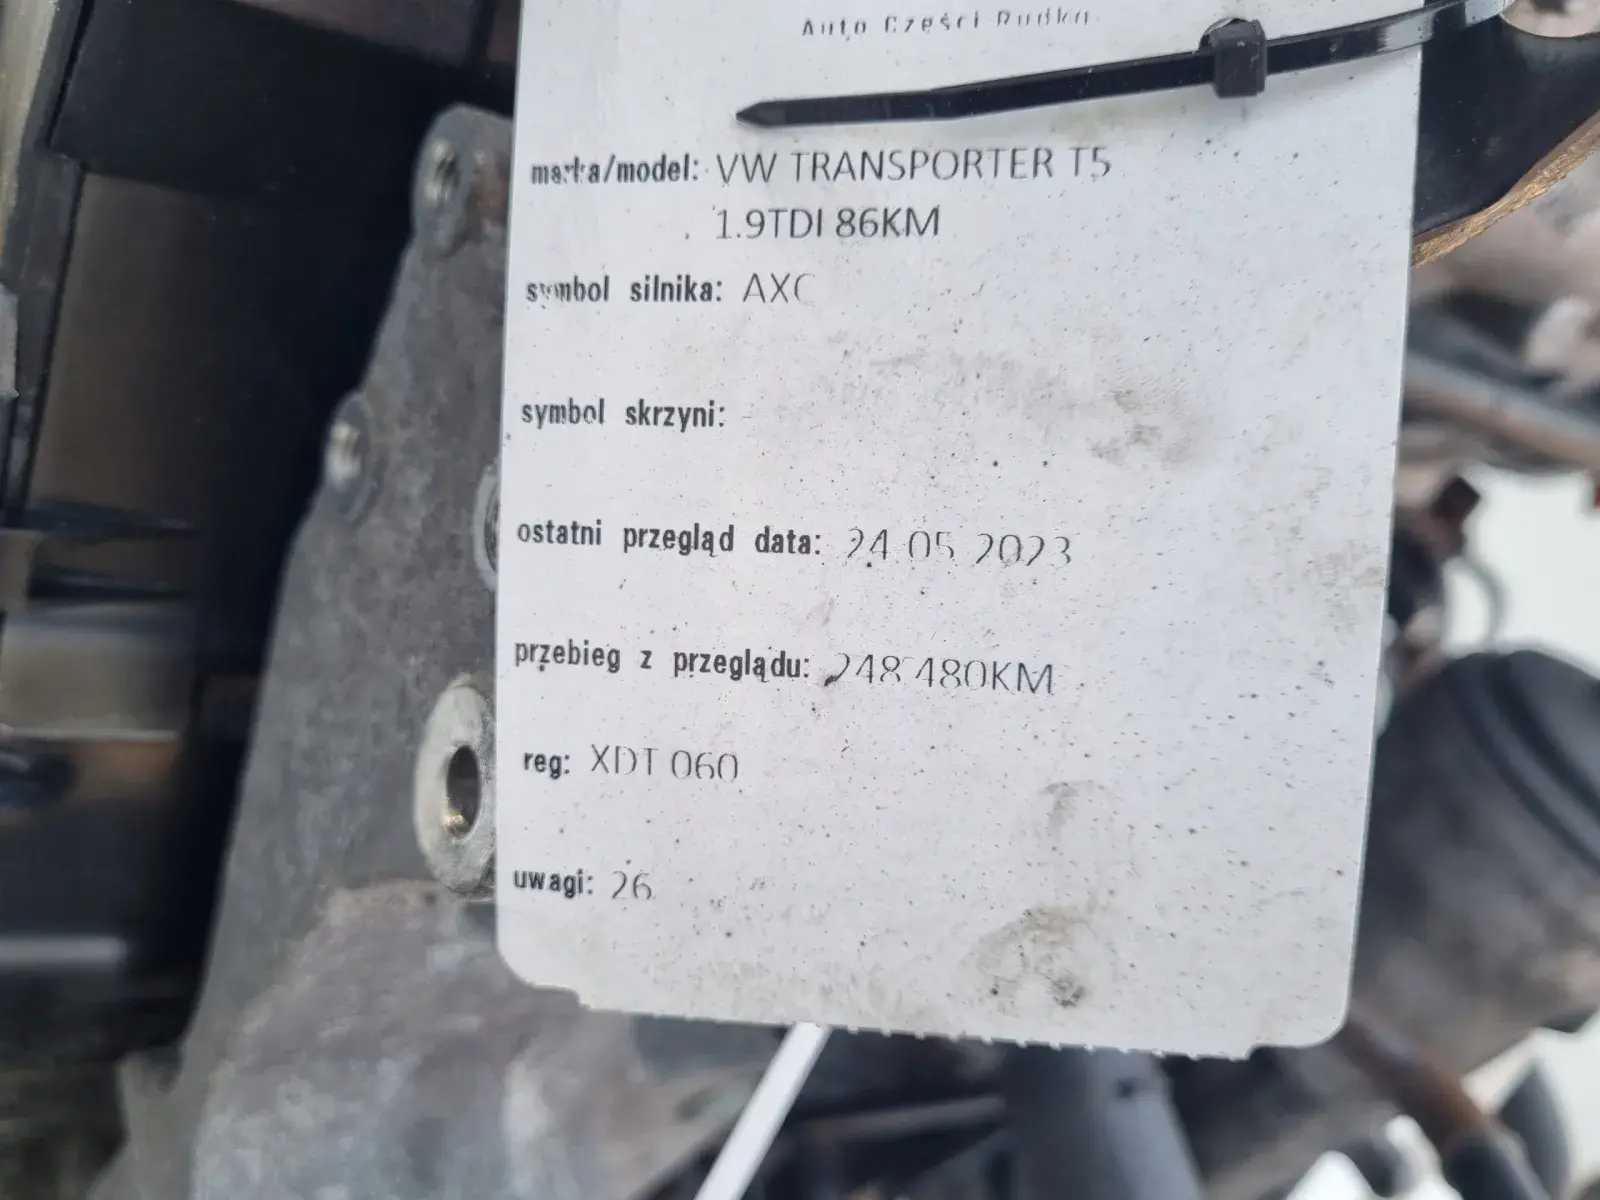 Auto Części Rudka
marka/model: VW TRANSPORTER T5
1.9TDI 86KM
symbol silnika: AXC
symbol skrzyni:
ostatni przegląd data: 24.05.2023
przebieg z przeglądu: 248 480KM
reg: XDT 060
uwagi: 26